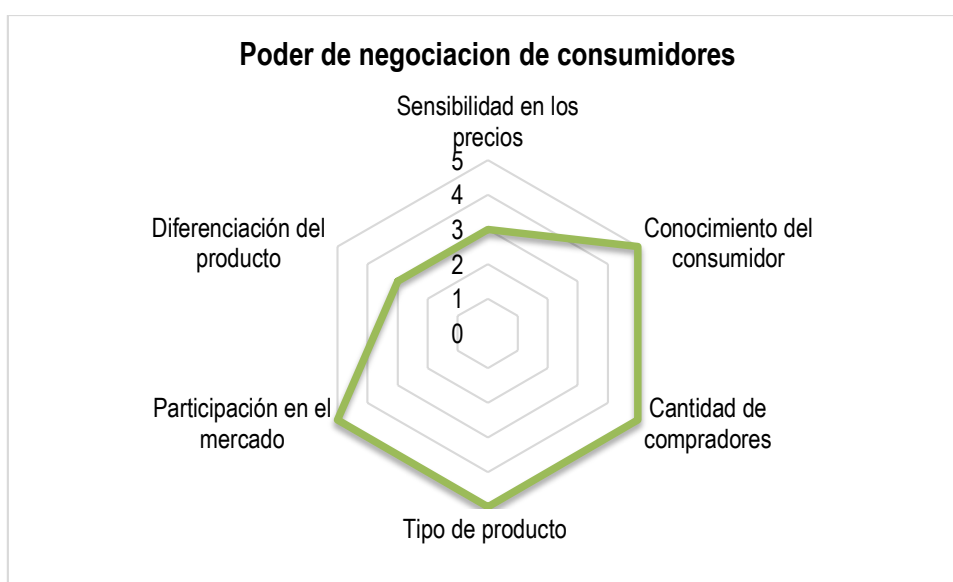 Poder de negociacion de consumidores
Sensibilidad en los
precios
5
4
3
2
1
0
Conocimiento del
consumidor
Cantidad de
compradores
Tipo de producto
Participación en el
mercado
Diferenciación del
producto